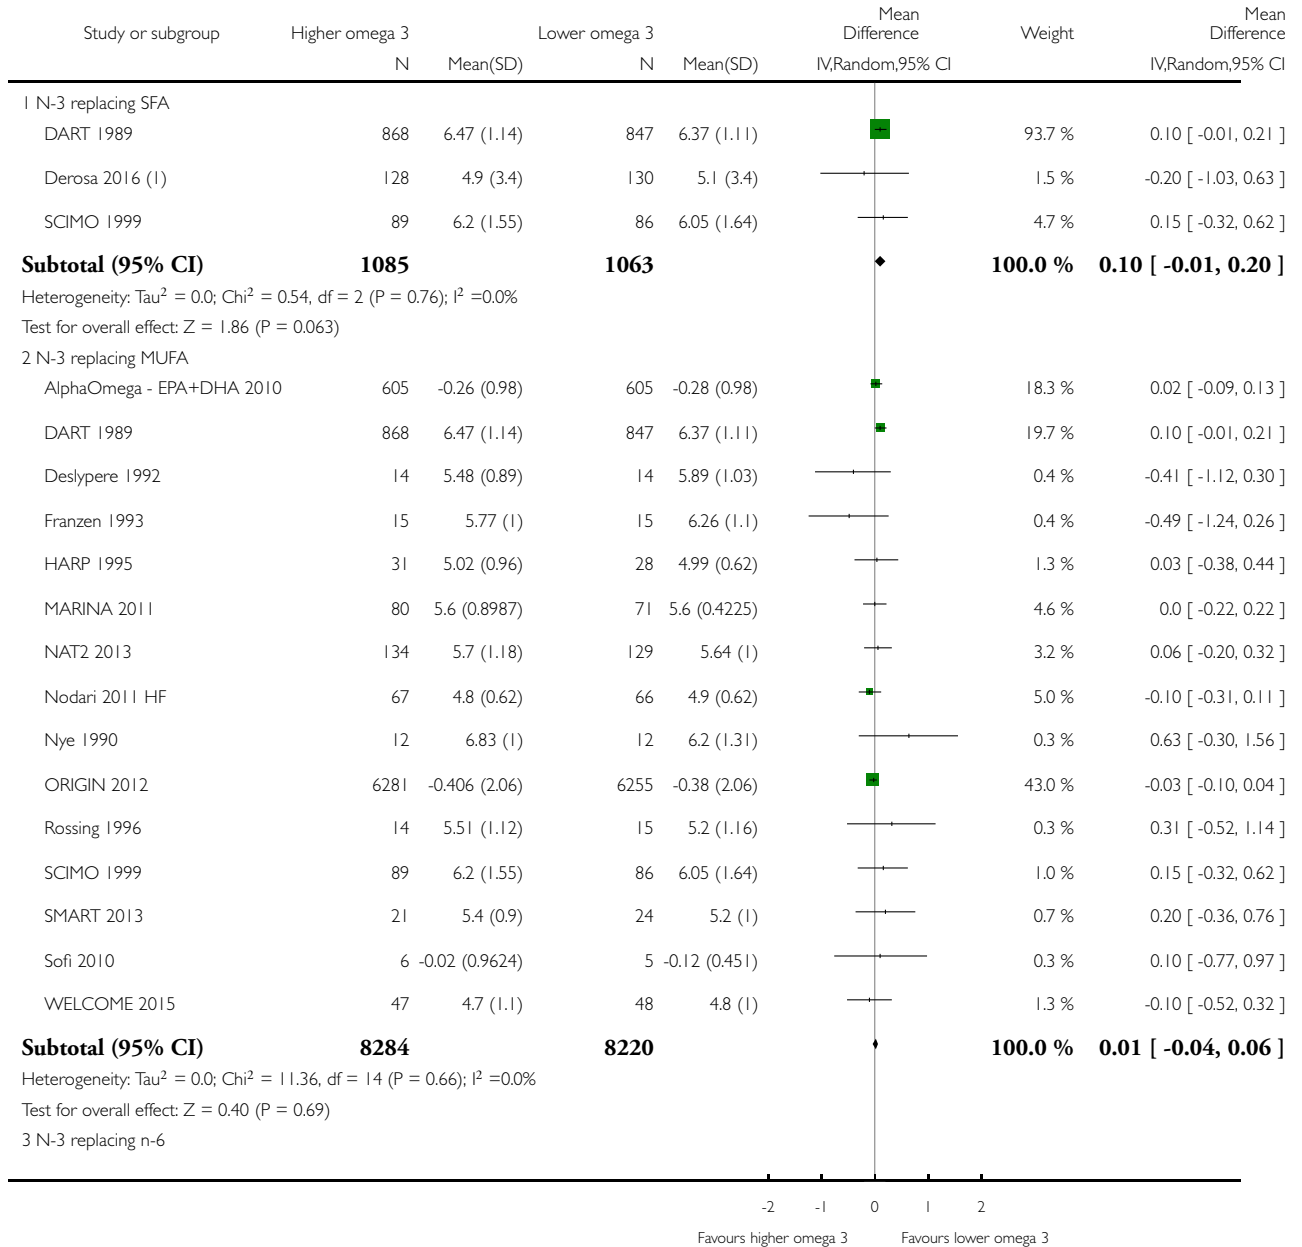 Study or subgroup Higher omega 3 Lower omega 3 Mean Difference Weight Mean Difference
N Mean(SD) N Mean(SD) IV,Random,95% CI IV,Random,95% CI
1 N-3 replacing SFA
DART 1989 868 6.47 (1.14) 847 6.37 (1.11) 93.7 % 0.10 [ -0.01, 0.21 ]
Derosa 2016 (1) 128 4.9 (3.4) 130 5.1 (3.4) 1.5 % -0.20 [ -1.03, 0.63 ]
SCIMO 1999 89 6.2 (1.55) 86 6.05 (1.64) 4.7 % 0.15 [ -0.32, 0.62 ]
Subtotal (95% CI) 1085 1063 100.0 % 0.10 [ -0.01, 0.20 ]
Heterogeneity: Tau² = 0.0; Chi² = 0.54, df = 2 (P = 0.76); I² =0.0%
Test for overall effect: Z = 1.86 (P = 0.063)
2 N-3 replacing MUFA
AlphaOmega - EPA+DHA 2010 605 -0.26 (0.98) 605 -0.28 (0.98) 18.3 % 0.02 [ -0.09, 0.13 ]
DART 1989 868 6.47 (1.14) 847 6.37 (1.11) 19.7 % 0.10 [ -0.01, 0.21 ]
Deslypere 1992 14 5.48 (0.89) 14 5.89 (1.03) 0.4 % -0.41 [ -1.12, 0.30 ]
Franzen 1993 15 5.77 (1) 15 6.26 (1.1) 0.4 % -0.49 [ -1.24, 0.26 ]
HARP 1995 31 5.02 (0.96) 28 4.99 (0.62) 1.3 % 0.03 [ -0.38, 0.44 ]
MARINA 2011 80 5.6 (0.8987) 71 5.6 (0.4225) 4.6 % 0.0 [ -0.22, 0.22 ]
NAT2 2013 134 5.7 (1.18) 129 5.64 (1) 3.2 % 0.06 [ -0.20, 0.32 ]
Nodari 2011 HF 67 4.8 (0.62) 66 4.9 (0.62) 5.0 % -0.10 [ -0.31, 0.11 ]
Nye 1990 12 6.83 (1) 12 6.2 (1.31) 0.3 % 0.63 [ -0.30, 1.56 ]
ORIGIN 2012 6281 -0.406 (2.06) 6255 -0.38 (2.06) 43.0 % -0.03 [ -0.10, 0.04 ]
Rossing 1996 14 5.51 (1.12) 15 5.2 (1.16) 0.3 % 0.31 [ -0.52, 1.14 ]
SCIMO 1999 89 6.2 (1.55) 86 6.05 (1.64) 1.0 % 0.15 [ -0.32, 0.62 ]
SMART 2013 21 5.4 (0.9) 24 5.2 (1) 0.7 % 0.20 [ -0.36, 0.76 ]
Sofi 2010 6 -0.02 (0.9624) 5 -0.12 (0.451) 0.3 % 0.10 [ -0.77, 0.97 ]
WELCOME 2015 47 4.7 (1.1) 48 4.8 (1) 1.3 % -0.10 [ -0.52, 0.32 ]
Subtotal (95% CI) 8284 8220 100.0 % 0.01 [ -0.04, 0.06 ]
Heterogeneity: Tau² = 0.0; Chi² = 11.36, df = 14 (P = 0.66); I² =0.0%
Test for overall effect: Z = 0.40 (P = 0.69)
3 N-3 replacing n-6
-2 -1 0 1 2
Favours higher omega 3 Favours lower omega 3